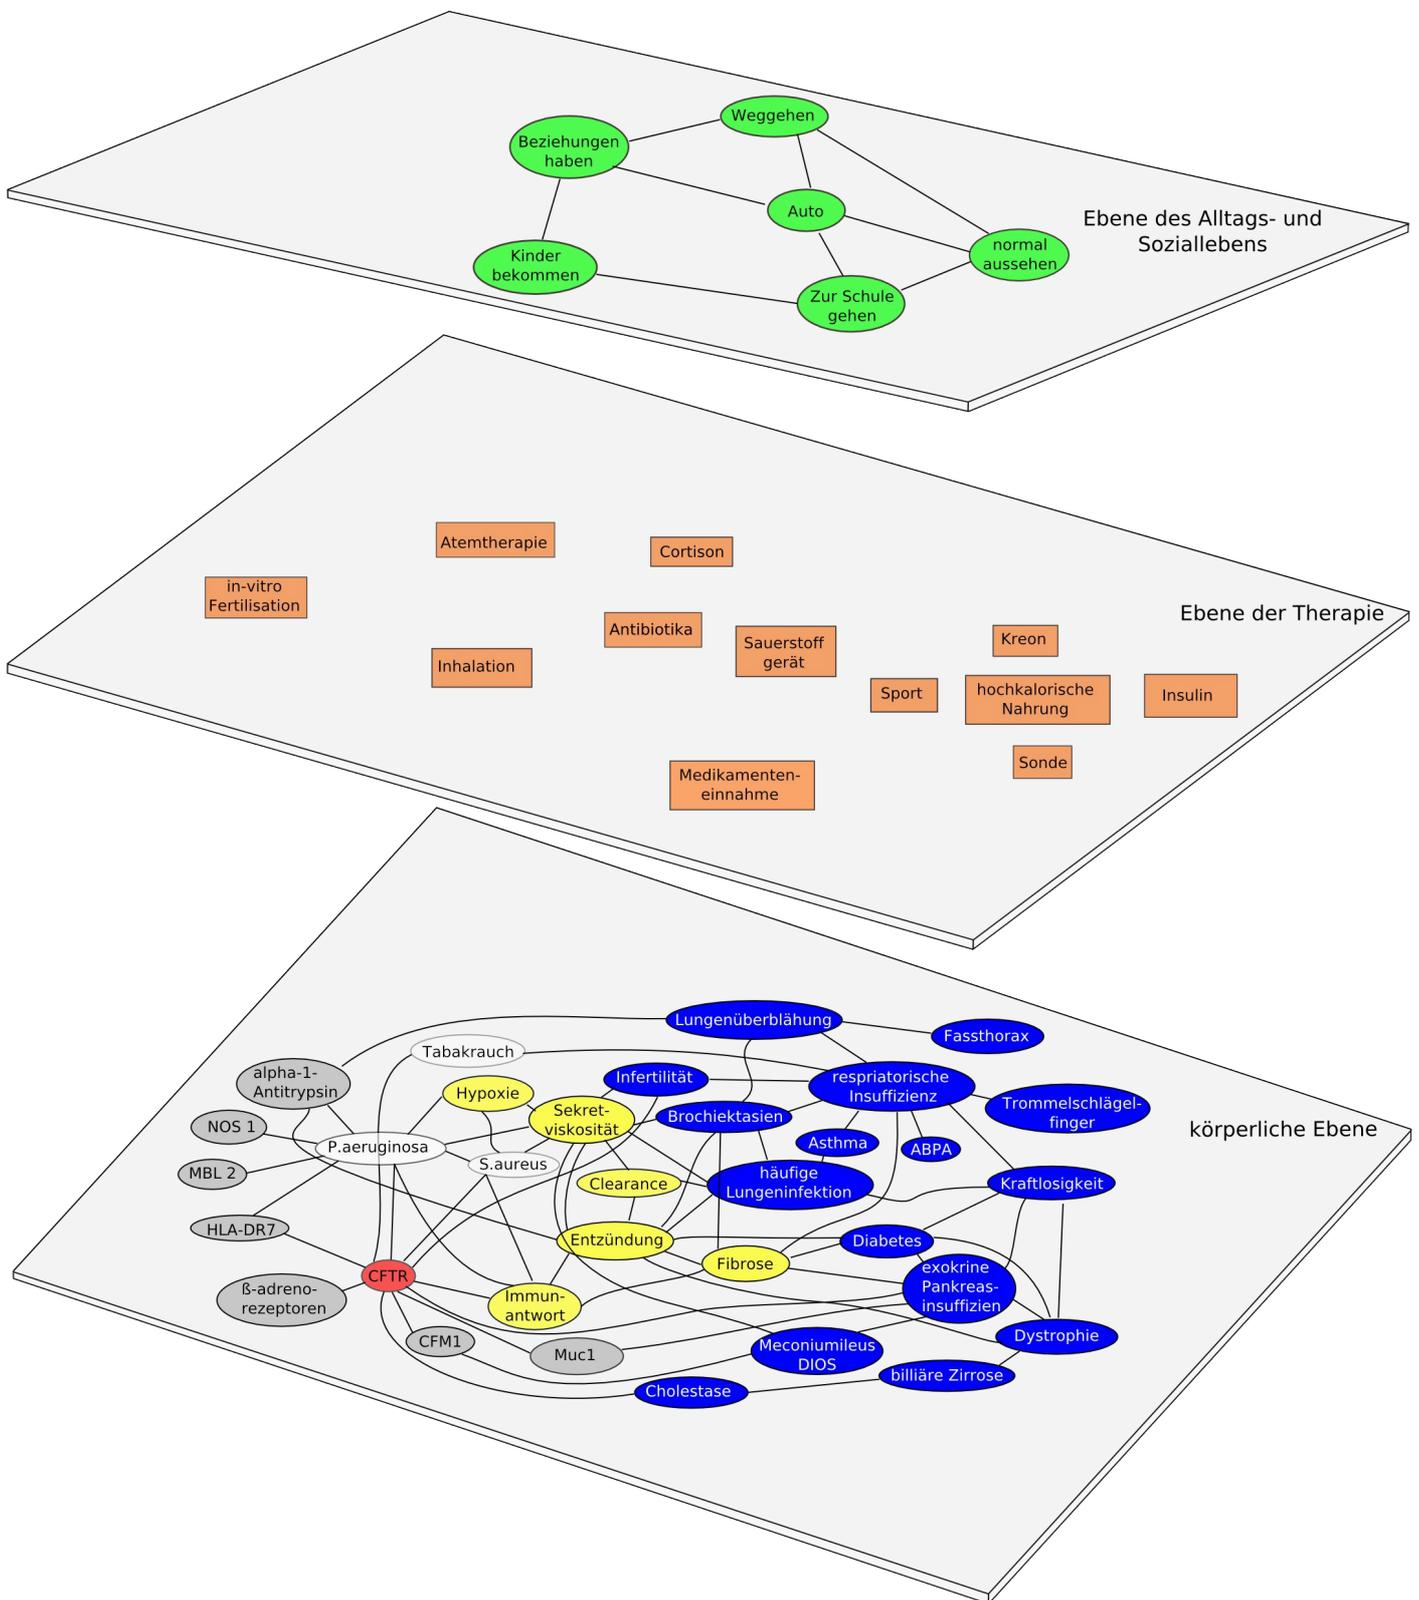 Weggehen
Beziehungen
haben
Auto
Ebene des Alltags- und
Soziallebens
normal
aussehen
Kinder
bekommen
Zur Schule
gehen
Atemtherapie
Cortison
in-vitro
Fertilisation
Ebene der Therapie
Antibiotika
Sauerstoff
gerät
Kreon
Inhalation
Sport
hochkalorische
Nahrung
Insulin
Sonde
Medikamenten-
einnahme
Lungenüberblähung
Fassthorax
Tabakrauch
alpha-1-
Antitrypsin
Hypoxie
Infertilität
respriatorische
Insuffizienz
Trommelschlägel-
finger
Sekret-
viskosität
Brochiektasien
NOS 1
körperliche Ebene
P.aeruginosa
Asthma
ABPA
S.aureus
MBL 2
Clearance
häufige
Lungeninfektion
Kraftlosigkeit
HLA-DR7
Entzündung
Diabetes
Fibrose
CFTR
exokrine
Pankreas-
insuffizien
ß-adreno-
rezeptoren
Immun-
antwort
CFM1
Muc1
Meconiumileus
DIOS
Dystrophie
billiäre Zirrose
Cholestase